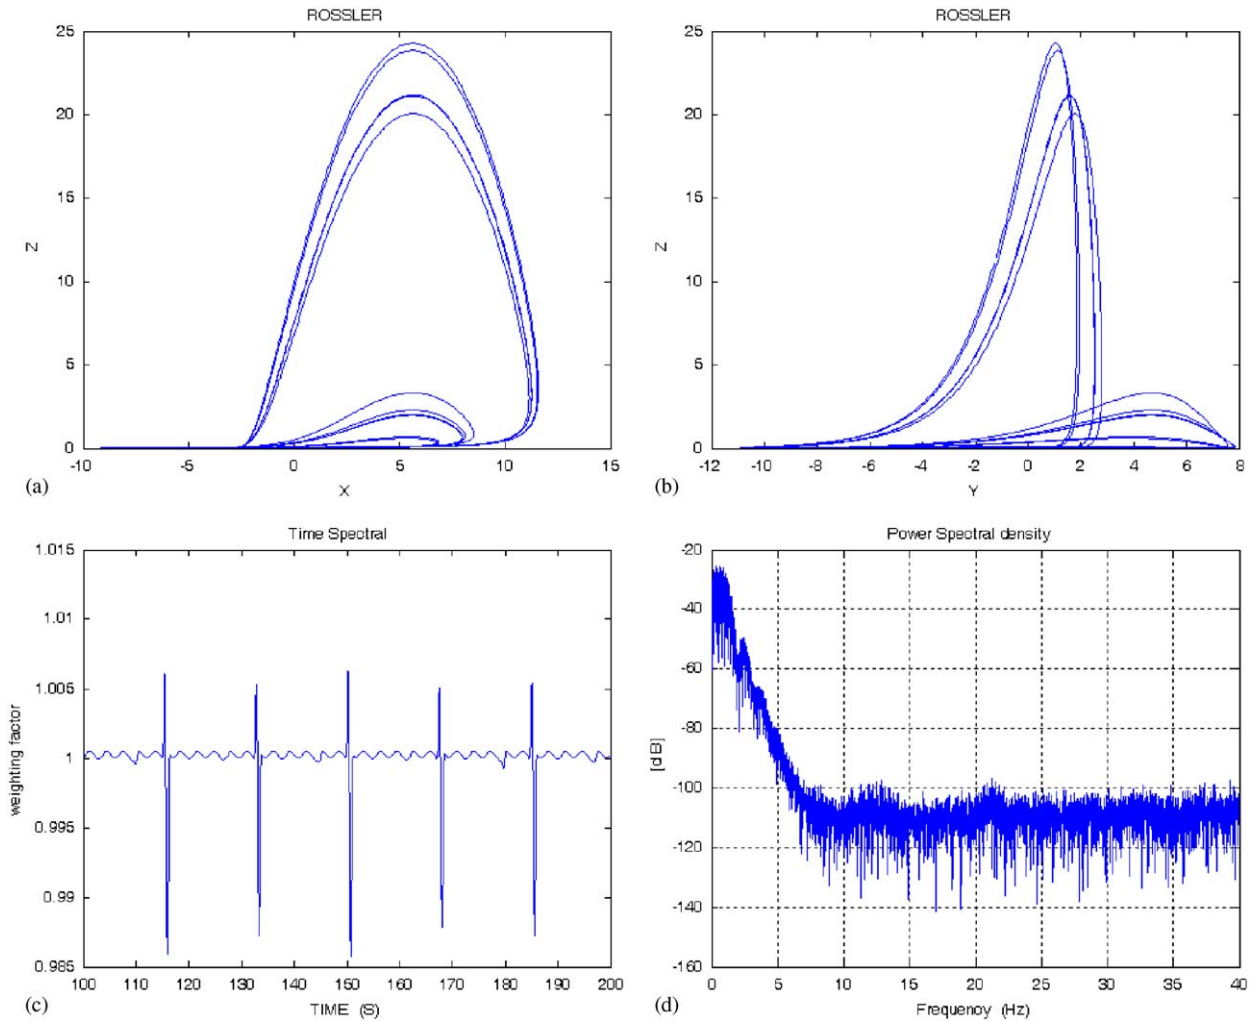 ROSSLER
25
20
15
10
5
0
Z
-10 -5 0 5 10 15
X
(a)
ROSSLER
25
20
15
10
5
0
Z
-12 -10 -8 -6 -4 -2 0 2 4 6 8
Y
(b)
Time Spectral
1.015
1.01
1.005
1
0.995
0.99
0.985
weighting factor
100 110 120 130 140 150 160 170 180 190 200
TIME (S)
(c)
Power Spectral density
-20
-40
-60
-80
-100
-120
-140
-160
[dB]
0 5 10 15 20 25 30 35 40
Frequency (Hz)
(d)